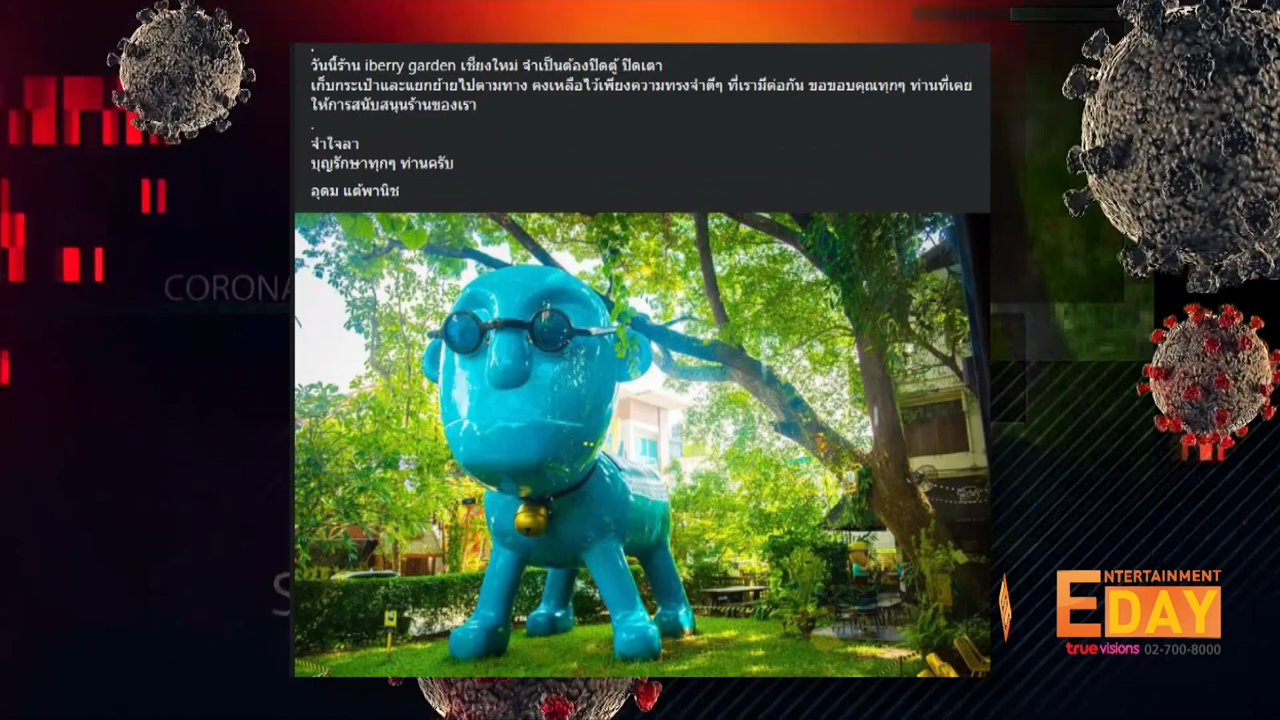 .
วันนี้ร้าน iberry garden เชียงใหม่ จำเป็นต้องปิดตู้ ปิดเตา
เก็บกระเป๋าและแยกย้ายไปตามทาง คงเหลือไว้เพียงความทรงจำดีๆ ที่เรามีต่อกัน ขอขอบคุณทุกๆ ท่านที่เคย
ให้การสนับสนุนร้านของเรา
.
จำใจลา
บุญรักษาทุกๆ ท่านครับ
อุดม แต้พานิช
CORONA
S
ENTERTAINMENT
EDAY
truevisions 02-700-8000